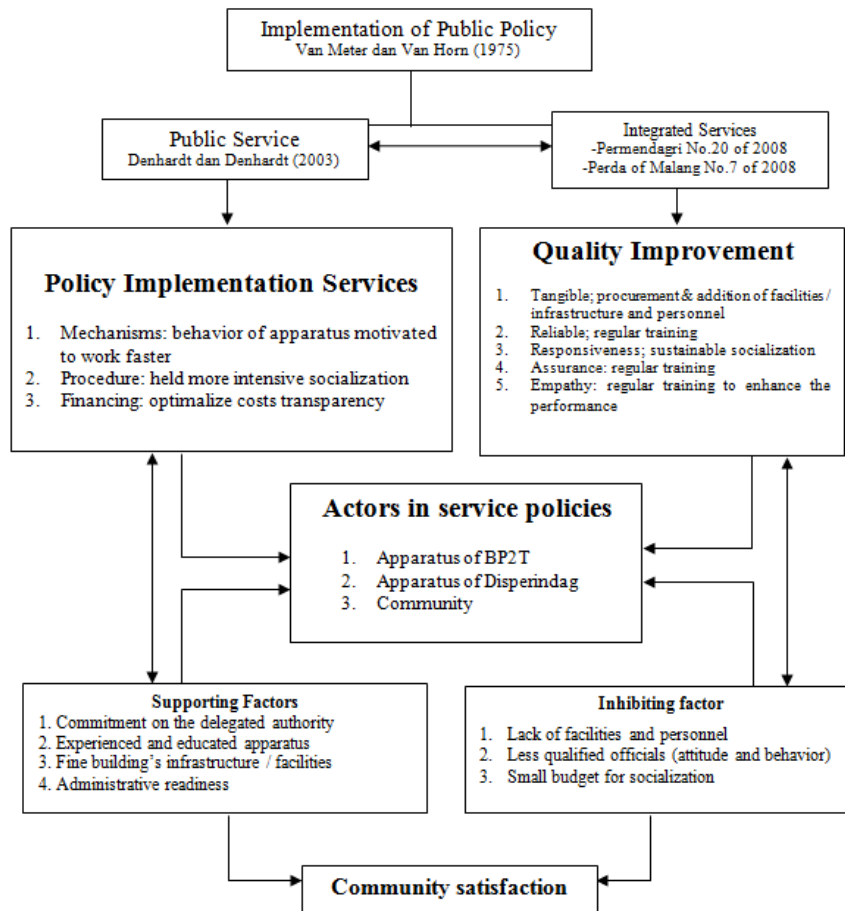 Implementation of Public Policy
Van Meter dan Van Horn (1975)
Public Service
Denhardt dan Denhardt (2003)
Integrated Services
-Permendagri No.20 of 2008
-Perda of Malang No.7 of 2008
Policy Implementation Services
1. Mechanisms: behavior of apparatus motivated
to work faster
2. Procedure: held more intensive socialization
3. Financing: optimalize costs transparency
Quality Improvement
1. Tangible; procurement & addition of facilities /
infrastructure and personnel
2. Reliable; regular training
3. Responsiveness; sustainable socialization
4. Assurance: regular training
5. Empathy: regular training to enhance the
performance
Actors in service policies
1. Apparatus of BP2T
2. Apparatus of Disperindag
3. Community
Supporting Factors
1. Commitment on the delegated authority
2. Experienced and educated apparatus
3. Fine building's infrastructure / facilities
4. Administrative readiness
Inhibiting factor
1. Lack of facilities and personnel
2. Less qualified officials (attitude and behavior)
3. Small budget for socialization
Community satisfaction